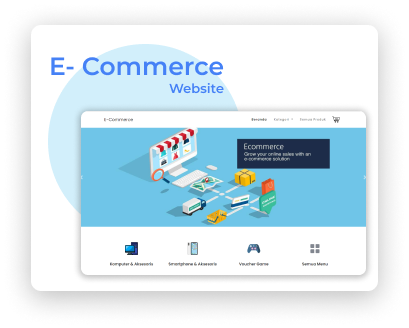 E- Commerce
Website
E-Commerce
Beranda
Kategori
Semua Produk
Ecommerce
Grow your online sales with an
e-commerce solution
Komputer & Aksesoris
Smartphone & Aksesoris
Voucher Game
Semua Menu